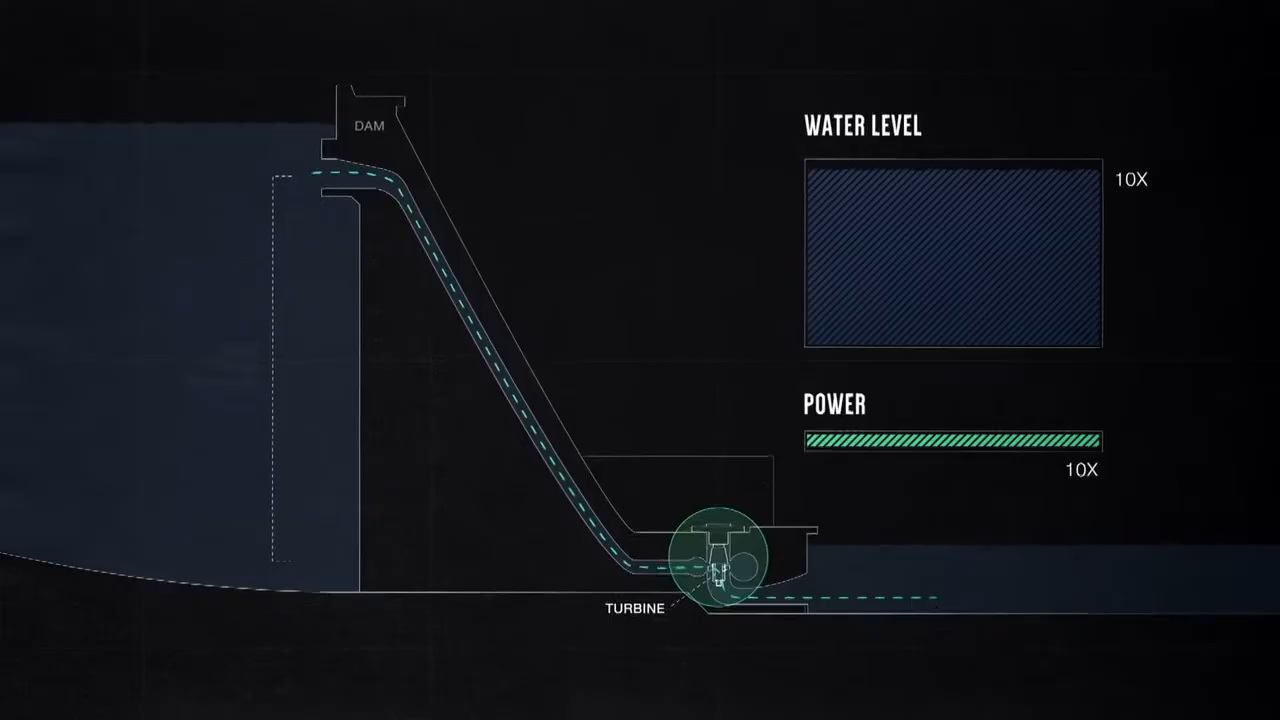 DAM
WATER LEVEL
10X
POWER
10X
TURBINE